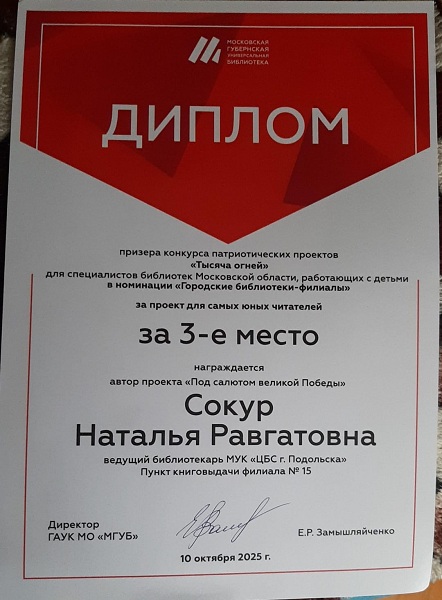 МОСКОВСКАЯ
ГУБЕРНСКАЯ
УНИВЕРСАЛЬНАЯ
БИБЛИОТЕКА
ДИПЛОМ
призера конкурса патриотических проектов
«Тысяча огней»
для специалистов библиотек Московской области, работающих с детьми
в номинации «Городские библиотеки-филиалы»
за проект для самых юных читателей
за 3-е место
награждается
автор проекта «Под салютом великой Победы»
Сокур
Наталья Равгатовна
ведущий библиотекарь МУК «ЦБС г. Подольска»
Пункт книговыдачи филиала № 15
Директор
ГАУК МО «МГУБ»
Е.Р. Замышляйченко
10 октября 2025 г.